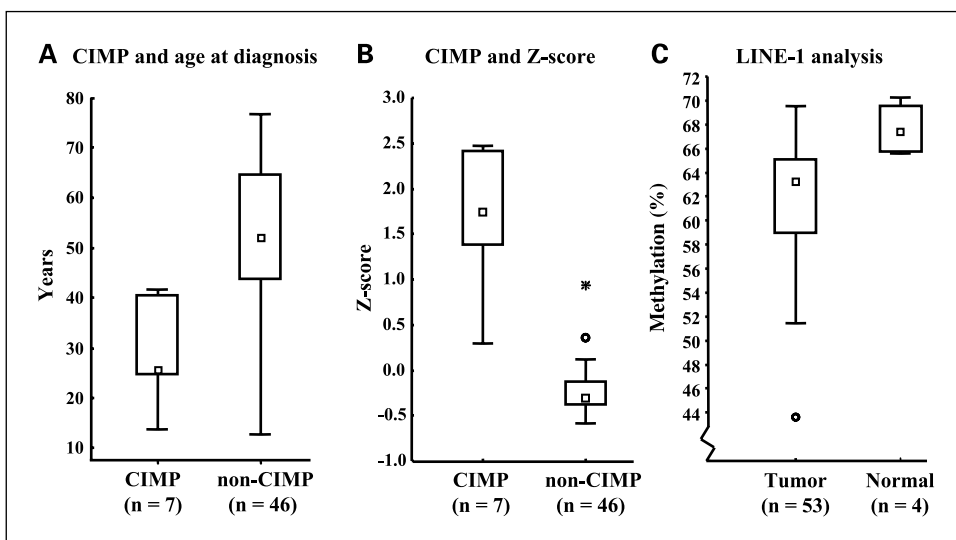 A CIMP and age at diagnosis
Years
80
70
60
50
40
30
20
10
CIMP non-CIMP
(n = 7) (n = 46)
B CIMP and Z-score
Z-score
3.0
2.5
2.0
1.5
1.0
0.5
0.0
-0.5
-1.0
CIMP non-CIMP
(n = 7) (n = 46)
C LINE-1 analysis
Methylation (%)
72
70
68
66
64
62
60
58
56
54
52
50
48
46
44
Tumor Normal
(n = 53) (n = 4)